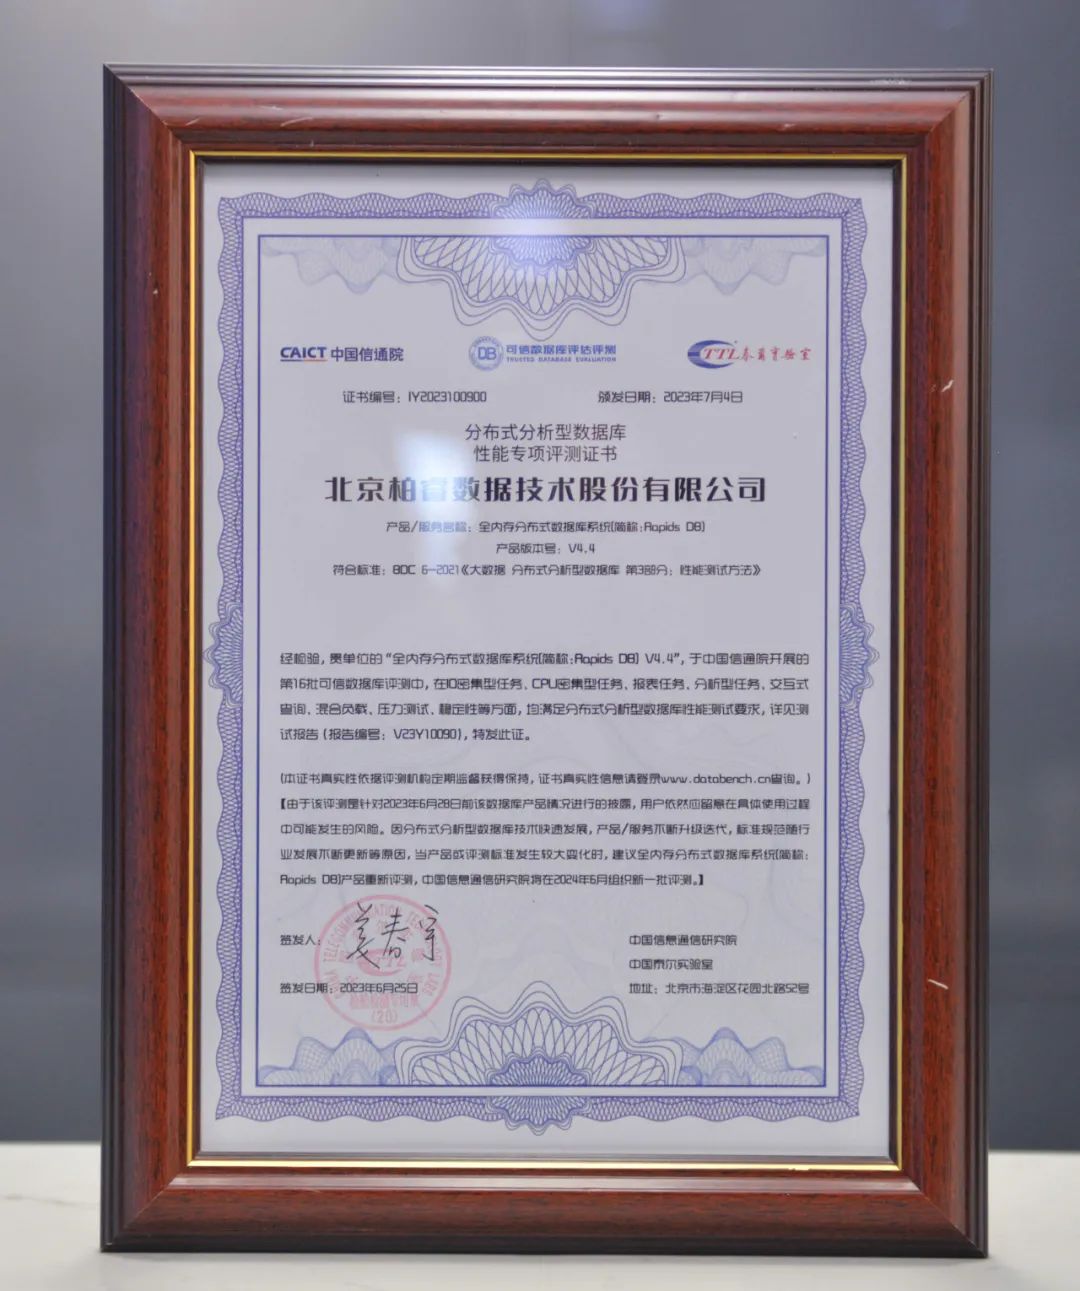 CAICT 中国信通院
DB 可信数据库评估评测
TRUSTED DATABASE EVALUATION
TTL 泰尔实验室
证书编号：IY2023100900
颁发日期：2023年7月4日
分布式分析型数据库
性能专项评测证书
北京柏睿数据技术股份有限公司
产品/服务名称：全内存分布式数据库系统(简称:Rapids DB)
产品版本号：V4.4
符合标准：BDC 6-2021《大数据 分布式分析型数据库 第3部分：性能测试方法》
经检验，贵单位的“全内存分布式数据库系统(简称:Rapids DB) V4.4”，于中国信通院开展的
第16批可信数据库评测中，在IO密集型任务、CPU密集型任务、报表任务、分析型任务、交互式
查询、混合负载、压力测试、稳定性等方面，均满足分布式分析型数据库性能测试要求，详见测
试报告（报告编号：V23Y10090），特发此证。
(本证书真实性依据评测机构定期监督获得保持，证书真实性信息请登录www.databench.cn查询。)
【由于该评测是针对2023年6月28日前该数据库产品情况进行的披露，用户依然应留意在具体使用过程
中可能发生的风险。因分布式分析型数据库技术快速发展，产品/服务不断升级迭代，标准规范随行
业发展不断更新等原因，当产品或评测标准发生较大变化时，建议全内存分布式数据库系统(简称:
Rapids DB)产品重新评测，中国信息通信研究院将在2024年6月组织新一批评测。】
签发人：
签发日期：2023年6月25日
(20)
中国信息通信研究院
中国泰尔实验室
地址：北京市海淀区花园北路52号